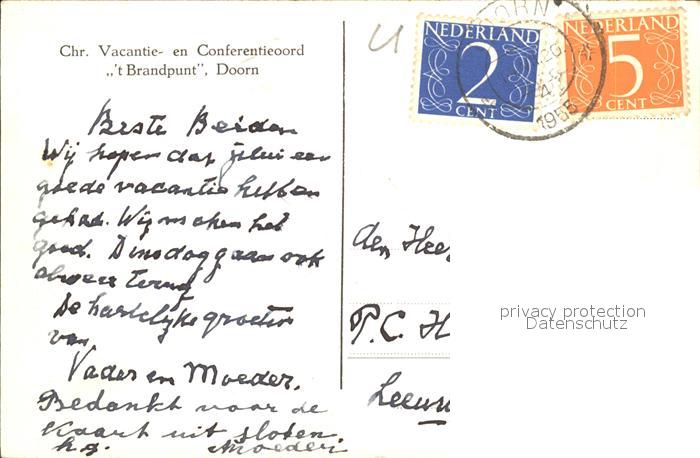 Chr. Vacantie- en Conferentieoord
„'t Brandpunt", Doorn
NEDERLAND
2
CENT
NEDERLAND
5
CENT
DOORN
1955
Beste Beiden
Wij hopen dat jelui een
goede vacantie hebben
gehad. Wij maken het
goed. Dinsdag gaan ook
alweer terug
De hartelijke groeten
van
Vader en Moeder.
Bedankt voor de
Kaart uit sloten.
Moeder
den Heer
P.C. H
Leeuw
privacy protection
Datenschutz